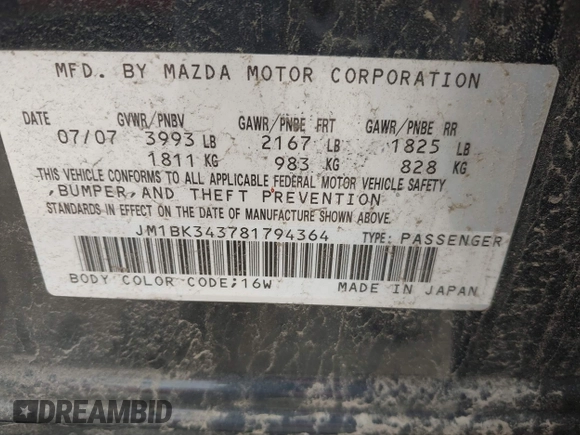 MFD. BY MAZDA MOTOR CORPORATION
DATE GVWR/PNBV GAWR/PNBE FRT GAWR/PNBE RR
07/07 3993 LB 2167 LB 1825 LB
1811 KG 983 KG 828 KG
THIS VEHICLE CONFORMS TO ALL APPLICABLE FEDERAL MOTOR VEHICLE SAFETY
,BUMPER,AND THEFT PREVENTION
STANDARDS IN EFFECT ON THE DATE OF MANUFACTURE SHOWN ABOVE.
JM1BK343781794364 TYPE: PASSENGER
BODY COLOR CODE;16W MADE IN JAPAN
DREAMBID